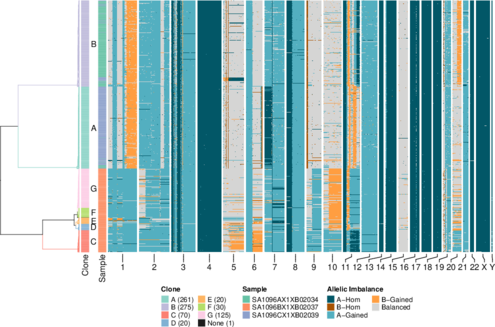 B
A
G
F
E
D
C
Clone
Sample
1 2 3 4 5 6 7 8 9 10 11 12 13 14 15 16 17 18 19 20 21 22 X Y
Clone Sample Allelic Imbalance
A (261) E (20) SA1096AX1XB02034 A−Hom B−Gained
B (275) F (30) SA1096BX1XB02037 B−Hom Balanced
C (70) G (125) SA1096CX1XB02039 A−Gained
D (20) None (1)